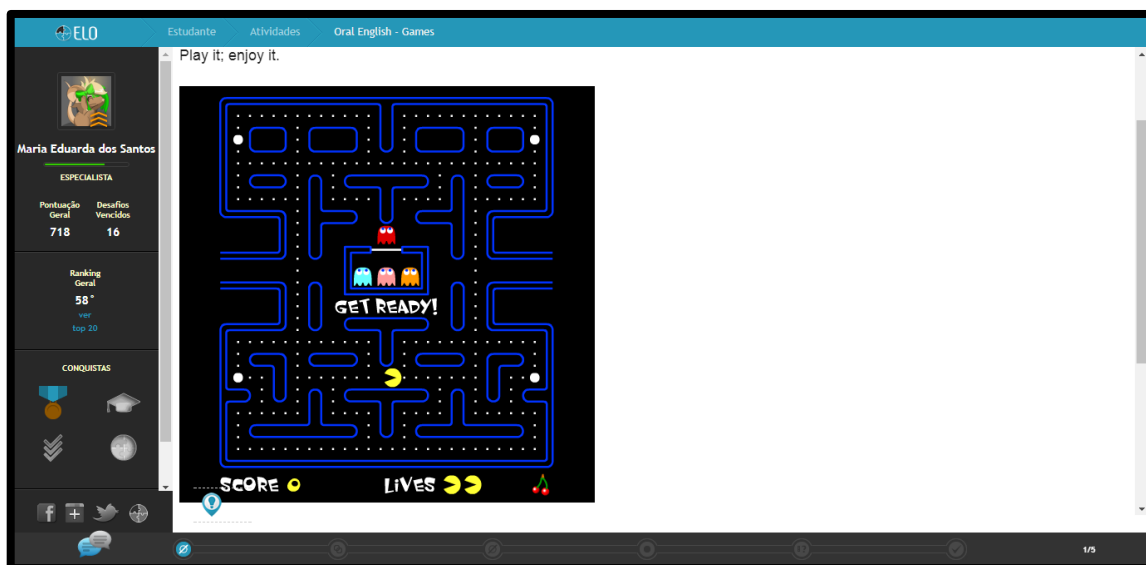 ELO
Estudante Atividades Oral English - Games
Play it; enjoy it.
Maria Eduarda dos Santos
ESPECIALISTA
Pontuação Geral
Desafios Vencidos
718 16
Ranking
Geral
58°
ver
top 20
CONQUISTAS
GET READY!
SCORE 0 LIVES
1/5